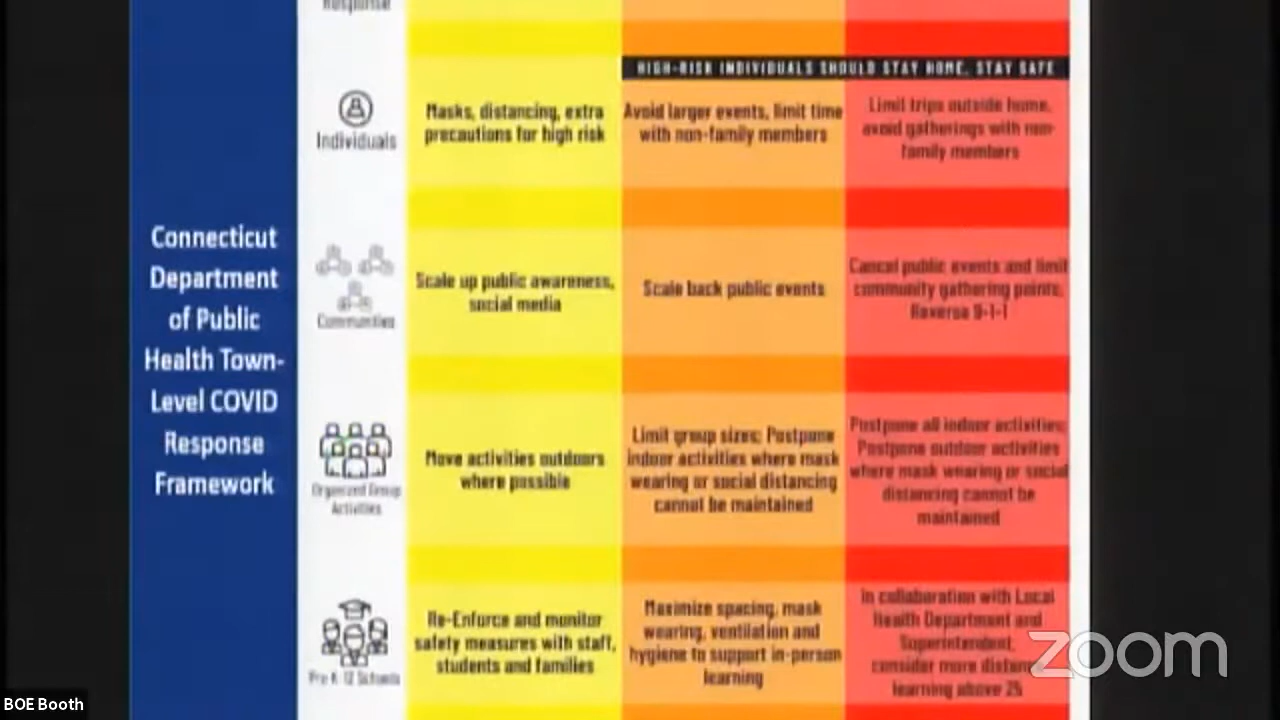 Response
HIGH-RISK INDIVIDUALS SHOULD STAY HOME, STAY SAFE
Individuals
Masks, distancing, extra
precautions for high risk
Avoid larger events, limit time
with non-family members
Limit trips outside home,
avoid gatherings with non-
family members
Connecticut
Department
of Public
Health Town-
Level COVID
Response
Framework
Communities
Scale up public awareness,
social media
Scale back public events
Cancel public events and limit
community gathering points,
Reverse 9-1-1
Organized Group
Activities
Move activities outdoors
where possible
Limit group sizes; Postpone
indoor activities where mask
wearing or social distancing
cannot be maintained
Postpone all indoor activities;
Postpone outdoor activities
where mask wearing or social
distancing cannot be
maintained
Pre K-12 Schools
Re-Enforce and monitor
safety measures with staff,
students and families
Maximize spacing, mask
wearing, ventilation and
hygiene to support in-person
learning
In collaboration with Local
Health Department and
Superintendent,
consider more distance
learning above 25
zoom
BOE Booth